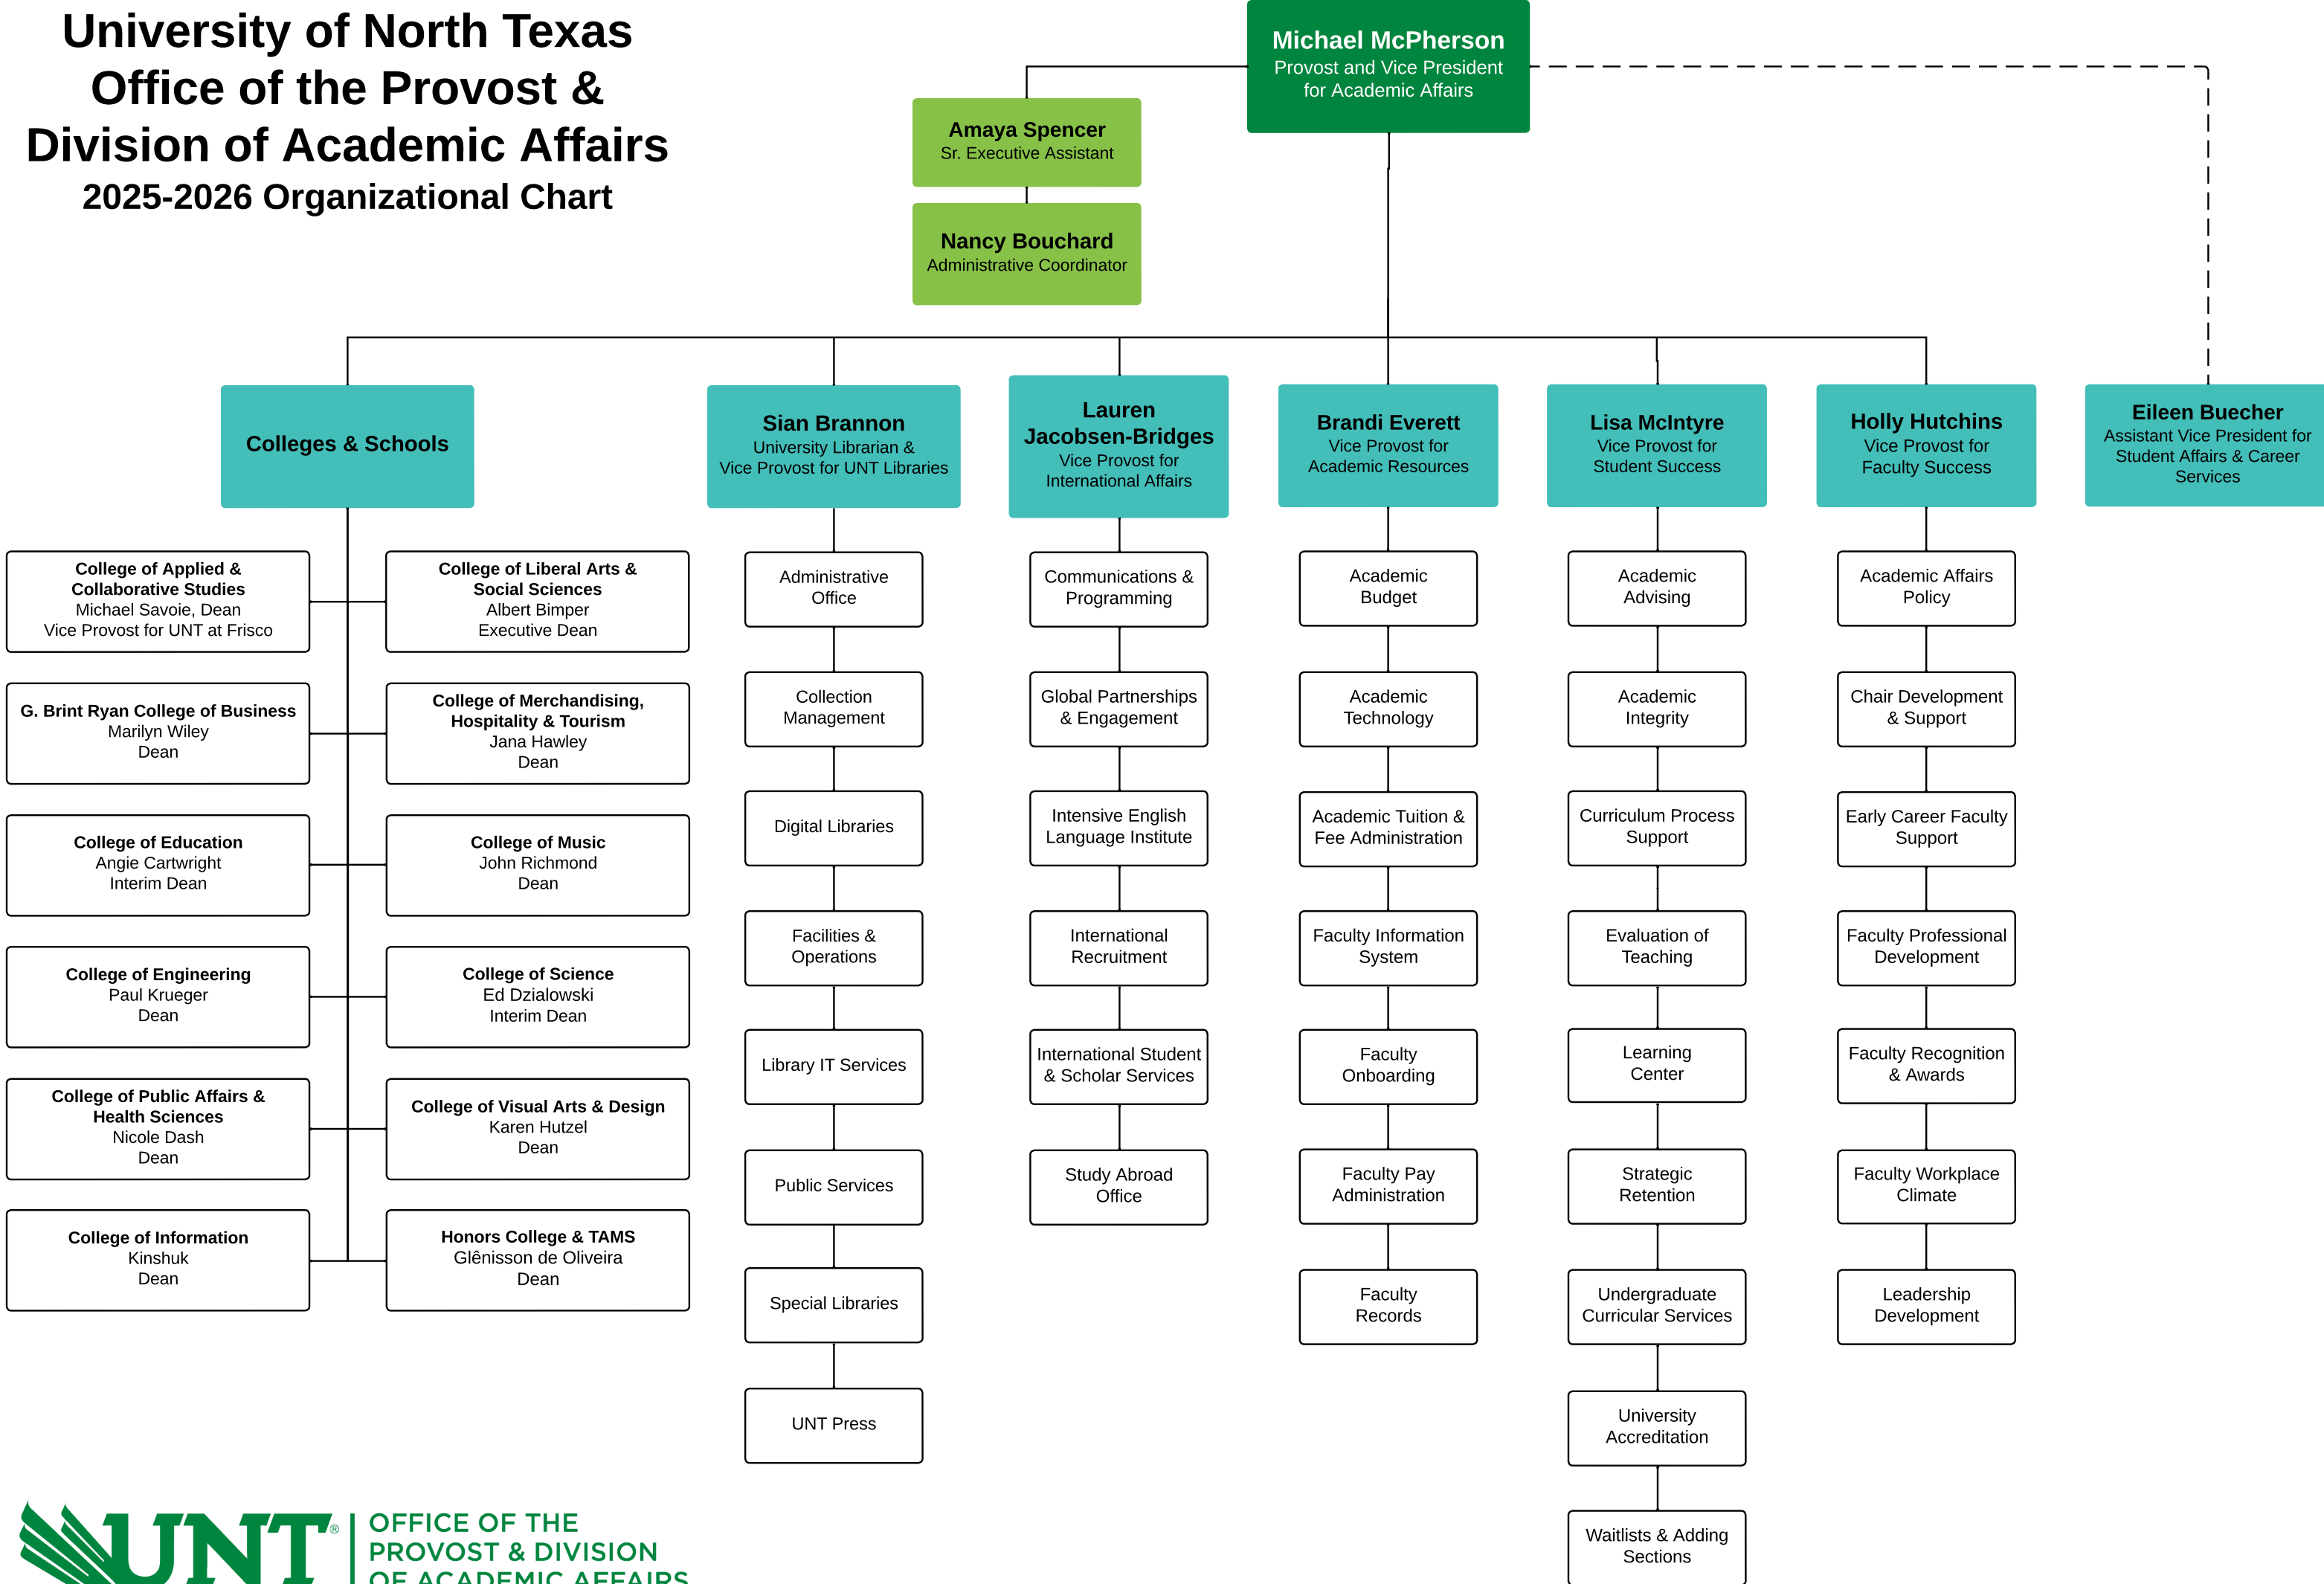 University of North Texas
Office of the Provost &
Division of Academic Affairs
2025-2026 Organizational Chart
Michael McPherson
Provost and Vice President
for Academic Affairs
Amaya Spencer
Sr. Executive Assistant
Nancy Bouchard
Administrative Coordinator
Colleges & Schools
Sian Brannon
University Librarian &
Vice Provost for UNT Libraries
Lauren
Jacobsen-Bridges
Vice Provost for
International Affairs
Brandi Everett
Vice Provost for
Academic Resources
Lisa McIntyre
Vice Provost for
Student Success
Holly Hutchins
Vice Provost for
Faculty Success
Eileen Buecher
Assistant Vice President for
Student Affairs & Career
Services
College of Applied &
Collaborative Studies
Michael Savoie, Dean
Vice Provost for UNT at Frisco
College of Liberal Arts &
Social Sciences
Albert Bimper
Executive Dean
G. Brint Ryan College of Business
Marilyn Wiley
Dean
College of Merchandising,
Hospitality & Tourism
Jana Hawley
Dean
College of Education
Angie Cartwright
Interim Dean
College of Music
John Richmond
Dean
College of Engineering
Paul Krueger
Dean
College of Science
Ed Dzialowski
Interim Dean
College of Public Affairs &
Health Sciences
Nicole Dash
Dean
College of Visual Arts & Design
Karen Hutzel
Dean
College of Information
Kinshuk
Dean
Honors College & TAMS
Glênisson de Oliveira
Dean
Administrative
Office
Collection
Management
Digital Libraries
Facilities &
Operations
Library IT Services
Public Services
Special Libraries
UNT Press
Communications &
Programming
Global Partnerships
& Engagement
Intensive English
Language Institute
International
Recruitment
International Student
& Scholar Services
Study Abroad
Office
Academic
Budget
Academic
Technology
Academic Tuition &
Fee Administration
Faculty Information
System
Faculty
Onboarding
Faculty Pay
Administration
Faculty
Records
Academic
Advising
Academic
Integrity
Curriculum Process
Support
Evaluation of
Teaching
Learning
Center
Strategic
Retention
Undergraduate
Curricular Services
University
Accreditation
Waitlists & Adding
Sections
Academic Affairs
Policy
Chair Development
& Support
Early Career Faculty
Support
Faculty Professional
Development
Faculty Recognition
& Awards
Faculty Workplace
Climate
Leadership
Development
UNT®
OFFICE OF THE
PROVOST & DIVISION
OF ACADEMIC AFFAIRS